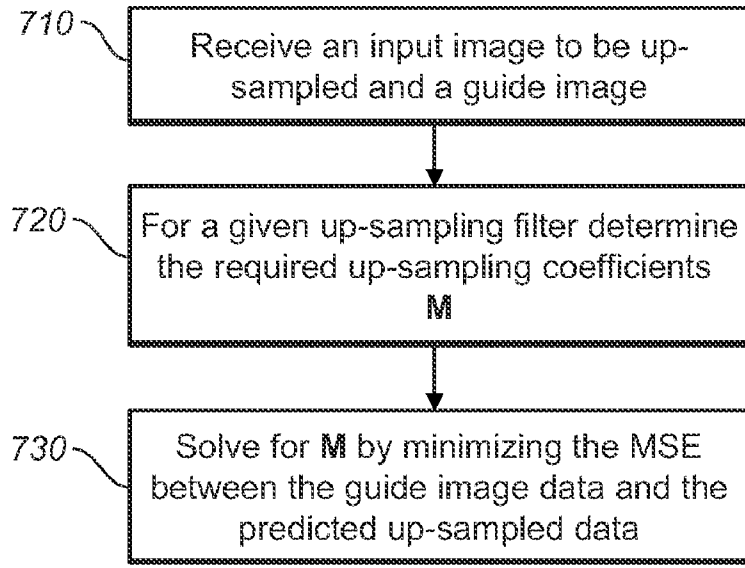 710
Receive an input image to be up-
sampled and a guide image
720
For a given up-sampling filter determine
the required up-sampling coefficients
M
730
Solve for M by minimizing the MSE
between the guide image data and the
predicted up-sampled data